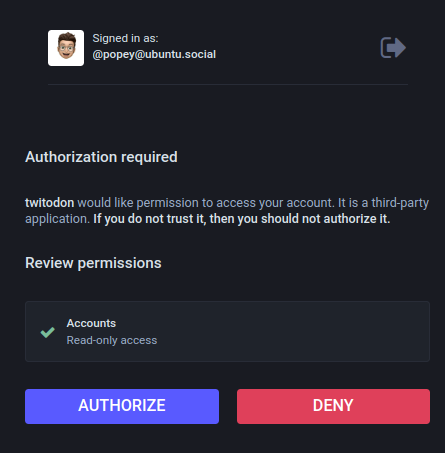 Signed in as:
@popey@ubuntu.social
Authorization required
twitodon would like permission to access your account. It is a third-party
application. If you do not trust it, then you should not authorize it.
Review permissions
Accounts
Read-only access
AUTHORIZE
DENY